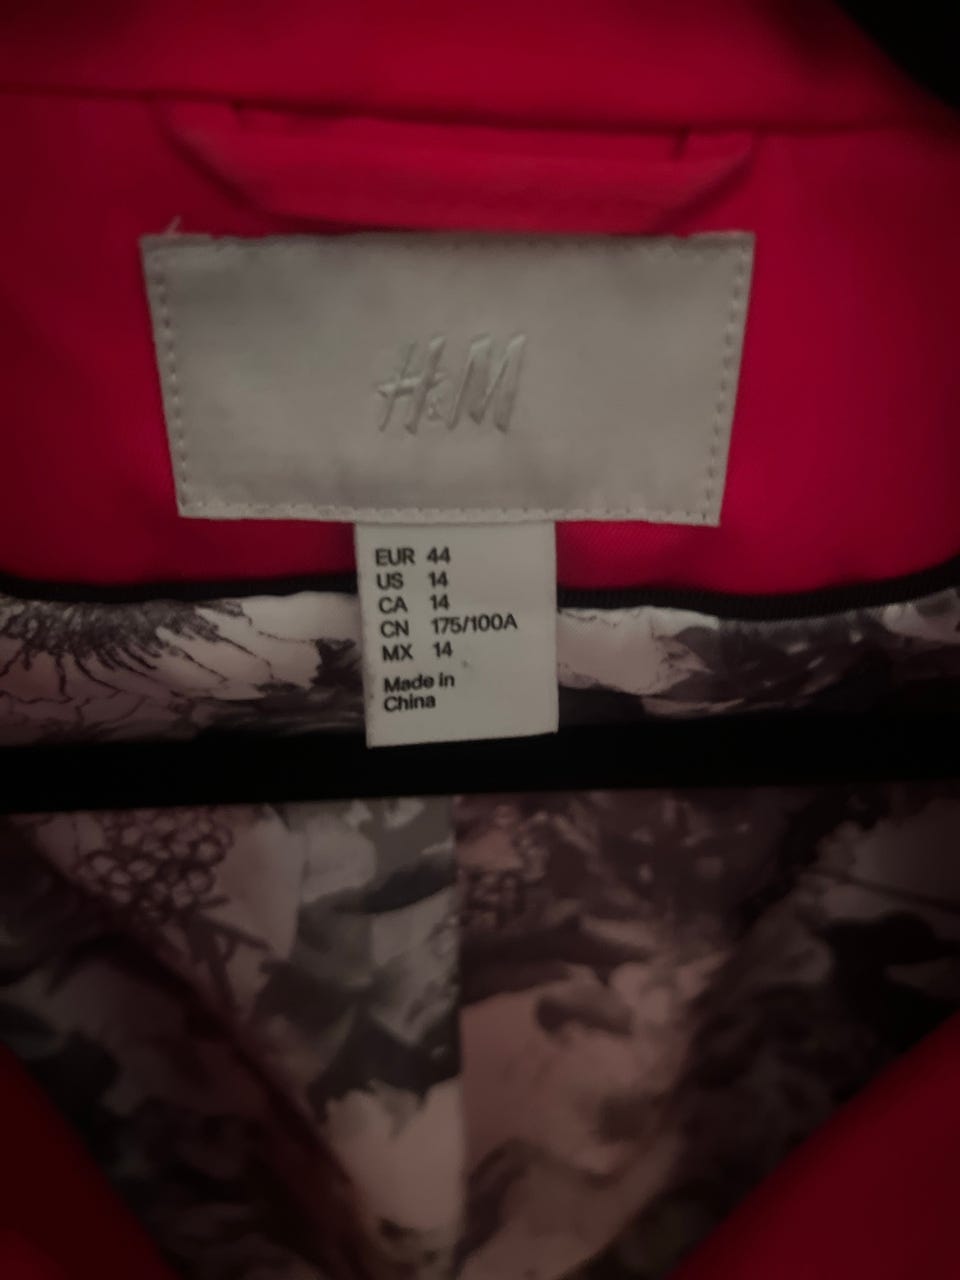 H&M
EUR 44
US 14
CA 14
CN 175/100A
MX 14
Made in
China